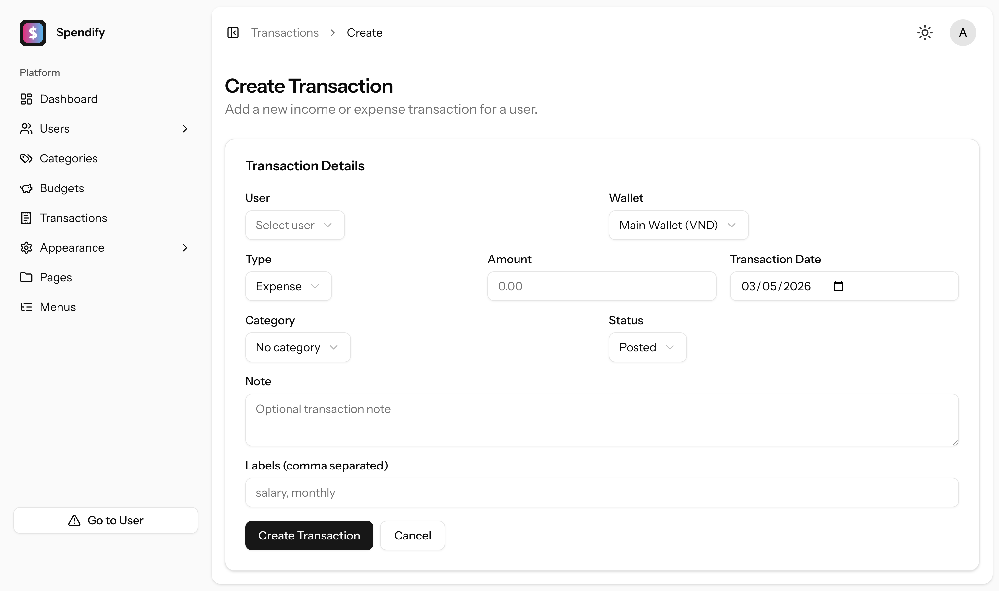 $ Spendify
Platform
Dashboard
Users
Categories
Budgets
Transactions
Appearance
Pages
Menus
Go to User
Transactions > Create
A
Create Transaction
Add a new income or expense transaction for a user.
Transaction Details
User
Select user
Wallet
Main Wallet (VND)
Type
Expense
Amount
0.00
Transaction Date
03/05/2026
Category
No category
Status
Posted
Note
Optional transaction note
Labels (comma separated)
salary, monthly
Create Transaction
Cancel